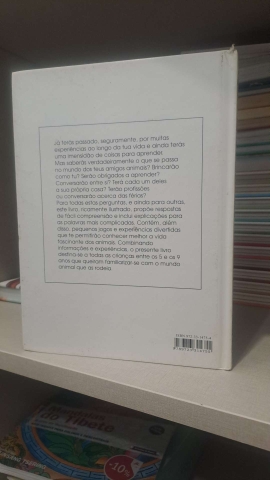 Já terás passado, seguramente, por muitas
experiências ao longo da tua vida e ainda terás
uma imensidão de coisas para aprender.
Mas saberás verdadeiramente o que se passa
no mundo dos teus amigos animais? Brincarão
como tu? Serão obrigados a aprender?
Conversarão entre si? Terá cada um deles
a sua própria casa? Terão profissões,
ou conversarão acerca das férias?
Para todas estas perguntas, e ainda para outras,
este livro, ricamente ilustrado, propõe respostas
de fácil compreensão e inclui explicações para
as palavras mais complicadas. Contém, além
disso, pequenos jogos e experiências divertidas
que te permitirão conhecer melhor a vida
fascinante dos animais. Combinando
informações e experiências, o presente livro
destina-se a todas as crianças entre os 5 e os 9
anos que queiram familiarizar-se com o mundo
animal que as rodeia.
ISBN 972
do Tibete
-10%